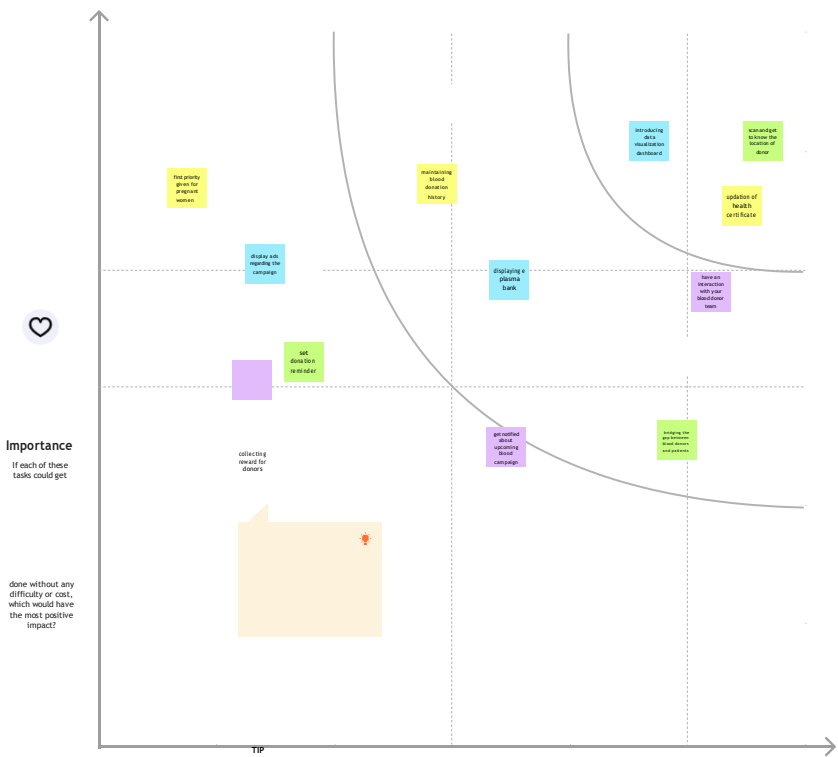 introducing
data
visualization
dashboard
scan and get
to know the
location of
donor
first priority
given for
pregnant
women
maintaining
blood
donation
history
updation of
health
certificate
display ads
regarding the
campaign
displaying e
plasma
bank
have an
interaction
with your
blood donor
team
set
donation
reminder
get notified
about
upcoming
blood
campaign
bridging the
gap between
blood donors
and patients
Importance
If each of these
tasks could get
collecting
reward for
donors
done without any
difficulty or cost,
which would have
the most positive
impact?
TIP